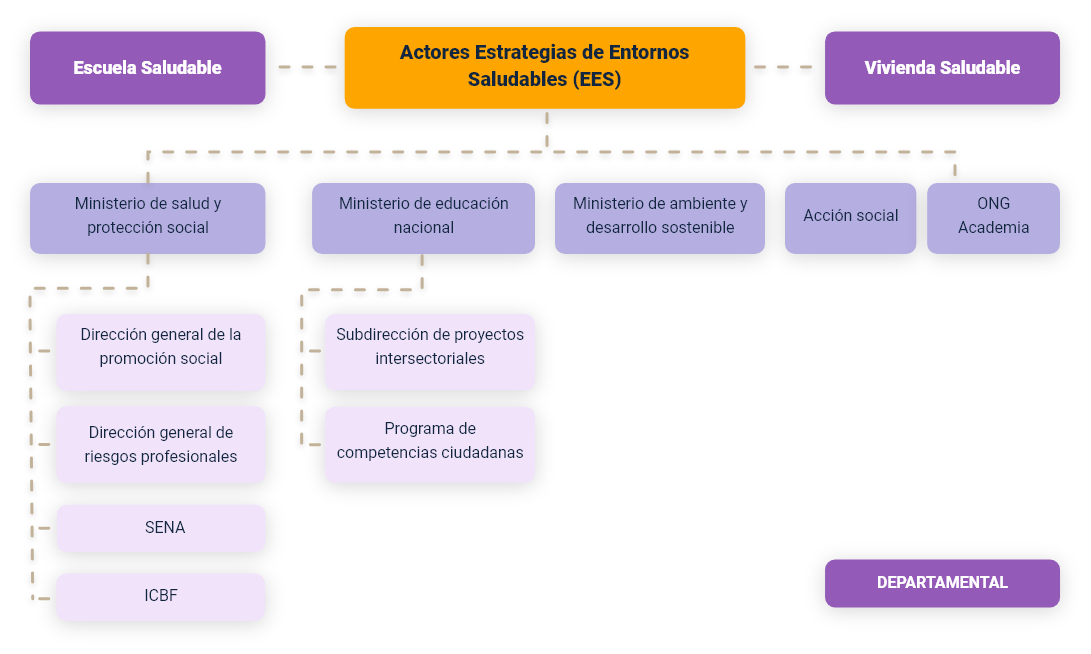 Escuela Saludable
Actores Estrategias de Entornos
Saludables (EES)
Vivienda Saludable
Ministerio de salud y
protección social
Ministerio de educación
nacional
Ministerio de ambiente y
desarrollo sostenible
Acción social
ONG
Academia
Dirección general de la
promoción social
Dirección general de
riesgos profesionales
SENA
ICBF
Subdirección de proyectos
intersectoriales
Programa de
competencias ciudadanas
DEPARTAMENTAL